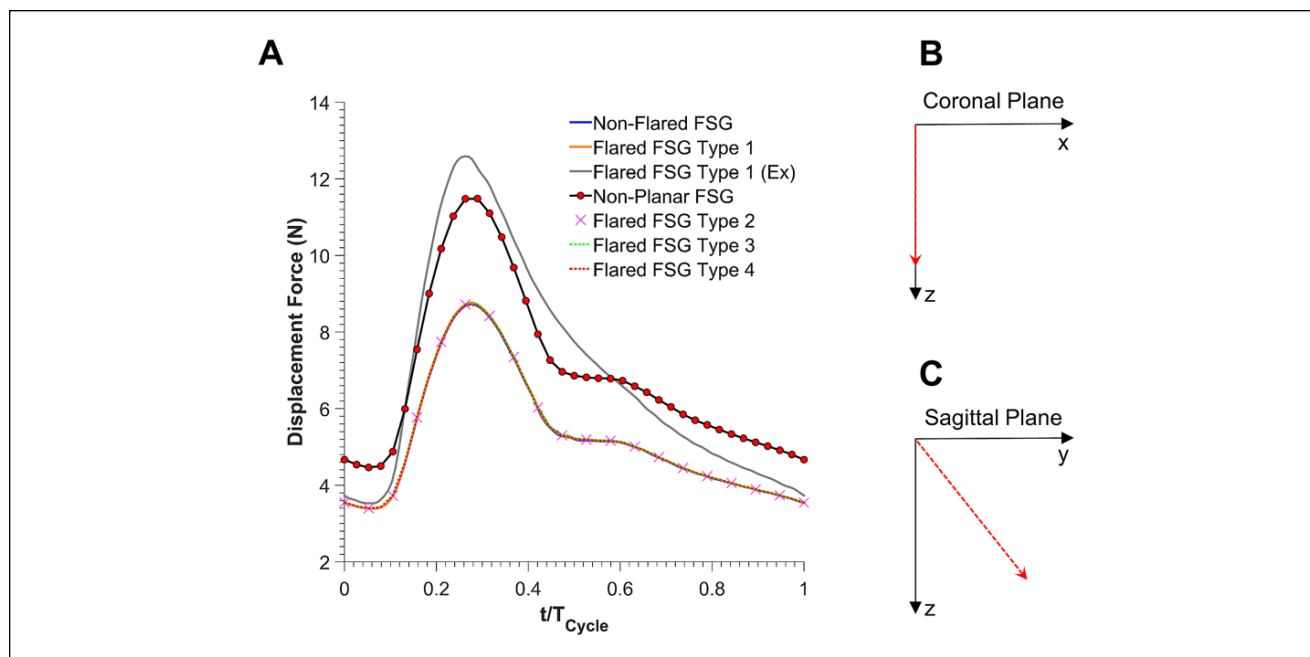 A
Displacement Force (N)
14
12
10
8
6
4
2
0
0.2
0.4
0.6
0.8
1
t/T_Cycle
Non-Flared FSG
Flared FSG Type 1
Flared FSG Type 1 (Ex)
Non-Planar FSG
Flared FSG Type 2
Flared FSG Type 3
Flared FSG Type 4
B
Coronal Plane
x
z
C
Sagittal Plane
y
z